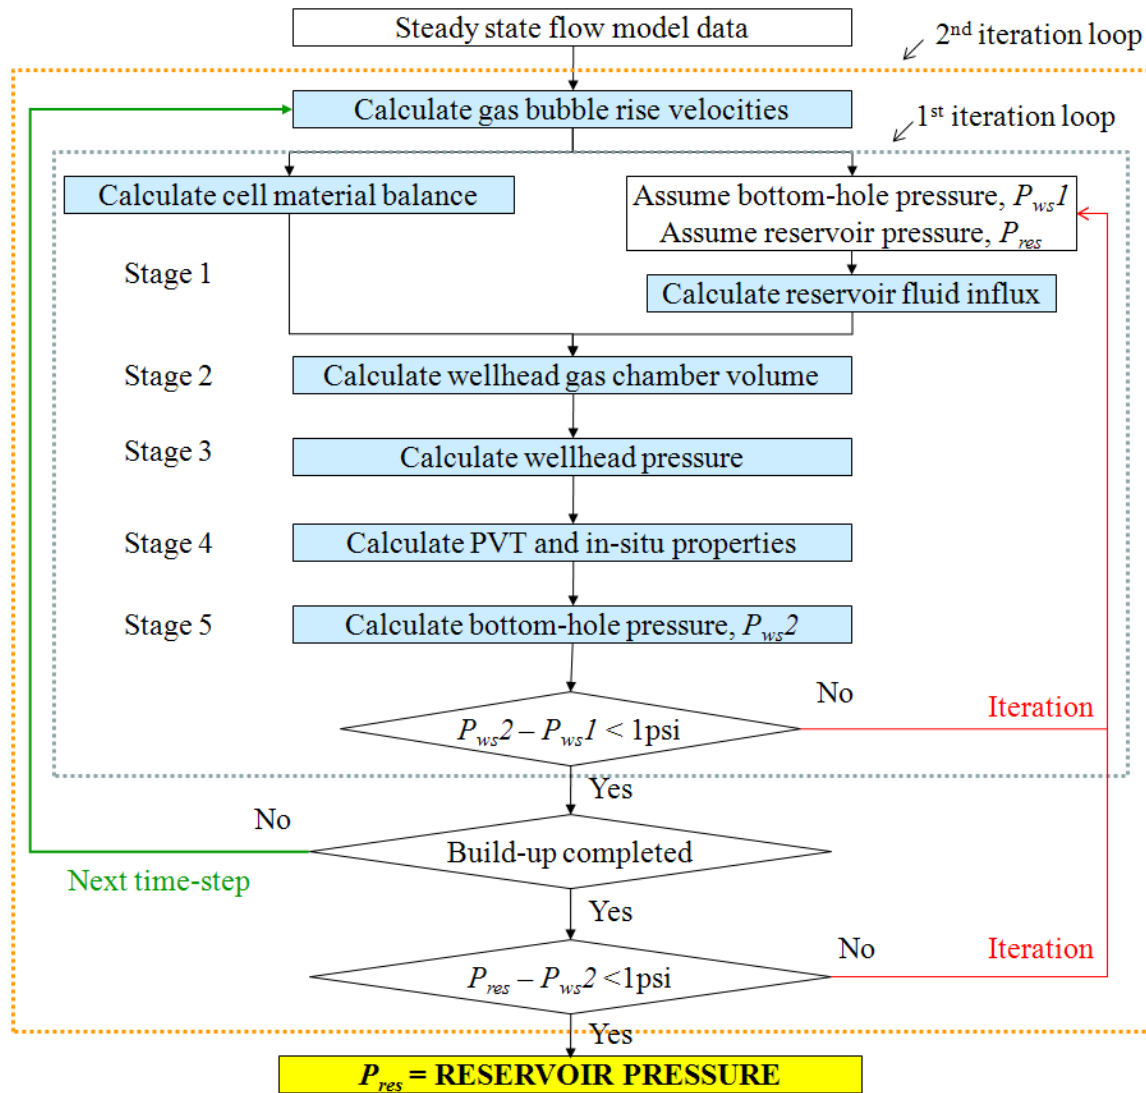 Steady state flow model data
2nd iteration loop
Calculate gas bubble rise velocities
1st iteration loop
Calculate cell material balance
Assume bottom-hole pressure, Pws1
Assume reservoir pressure, Pres
Stage 1
Calculate reservoir fluid influx
Stage 2
Calculate wellhead gas chamber volume
Stage 3
Calculate wellhead pressure
Stage 4
Calculate PVT and in-situ properties
Stage 5
Calculate bottom-hole pressure, Pws2
No
Iteration
Pws2 – Pws1 < 1psi
Yes
No
Build-up completed
Next time-step
Yes
No
Iteration
Pres – Pws2 <1psi
Yes
Pres = RESERVOIR PRESSURE